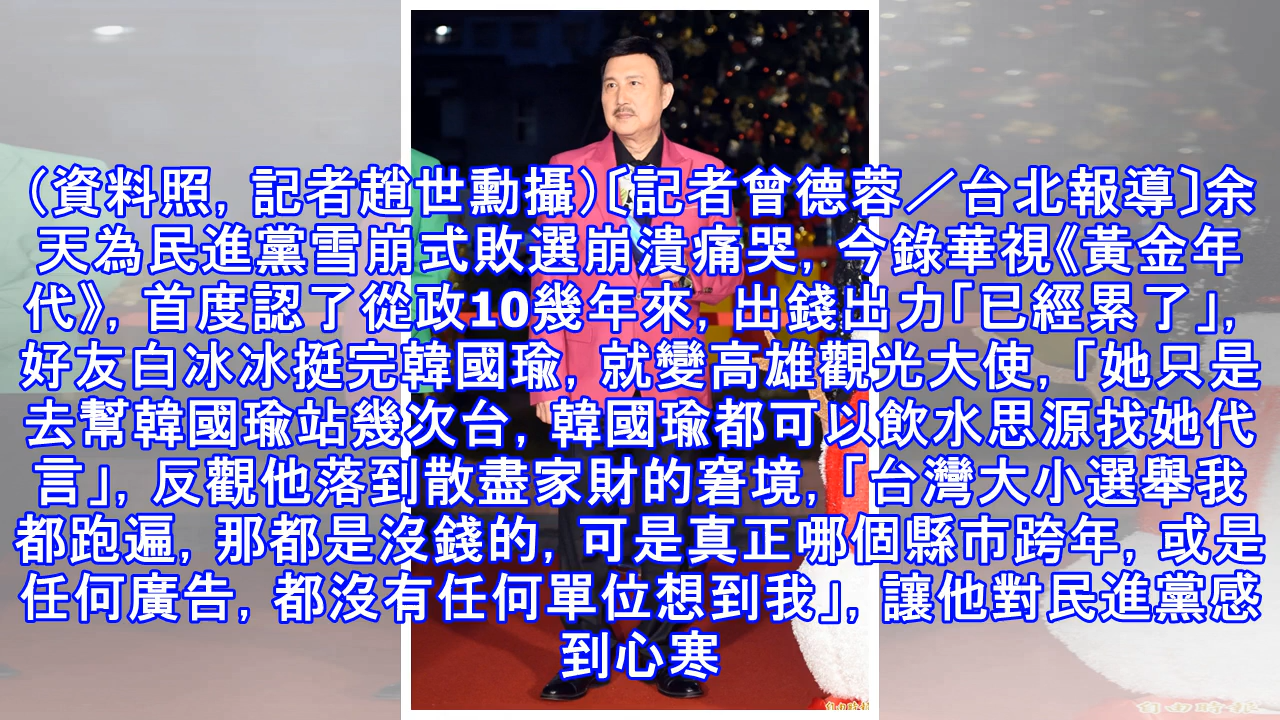 (資料照, 記者趙世勳攝)〔記者曾德蓉／台北報導〕余
天為民進黨雪崩式敗選崩潰痛哭, 今錄華視《黃金年
代》, 首度認了從政10幾年來, 出錢出力「已經累了」,
好友白冰冰挺完韓國瑜, 就變高雄觀光大使, 「她只是
去幫韓國瑜站幾次台, 韓國瑜都可以飲水思源找她代
言」, 反觀他落到散盡家財的窘境, 「台灣大小選舉我
都跑遍, 那都是沒錢的, 可是真正哪個縣市跨年, 或是
任何廣告, 都沒有任何單位想到我」, 讓他對民進黨感
到心寒
自由時報